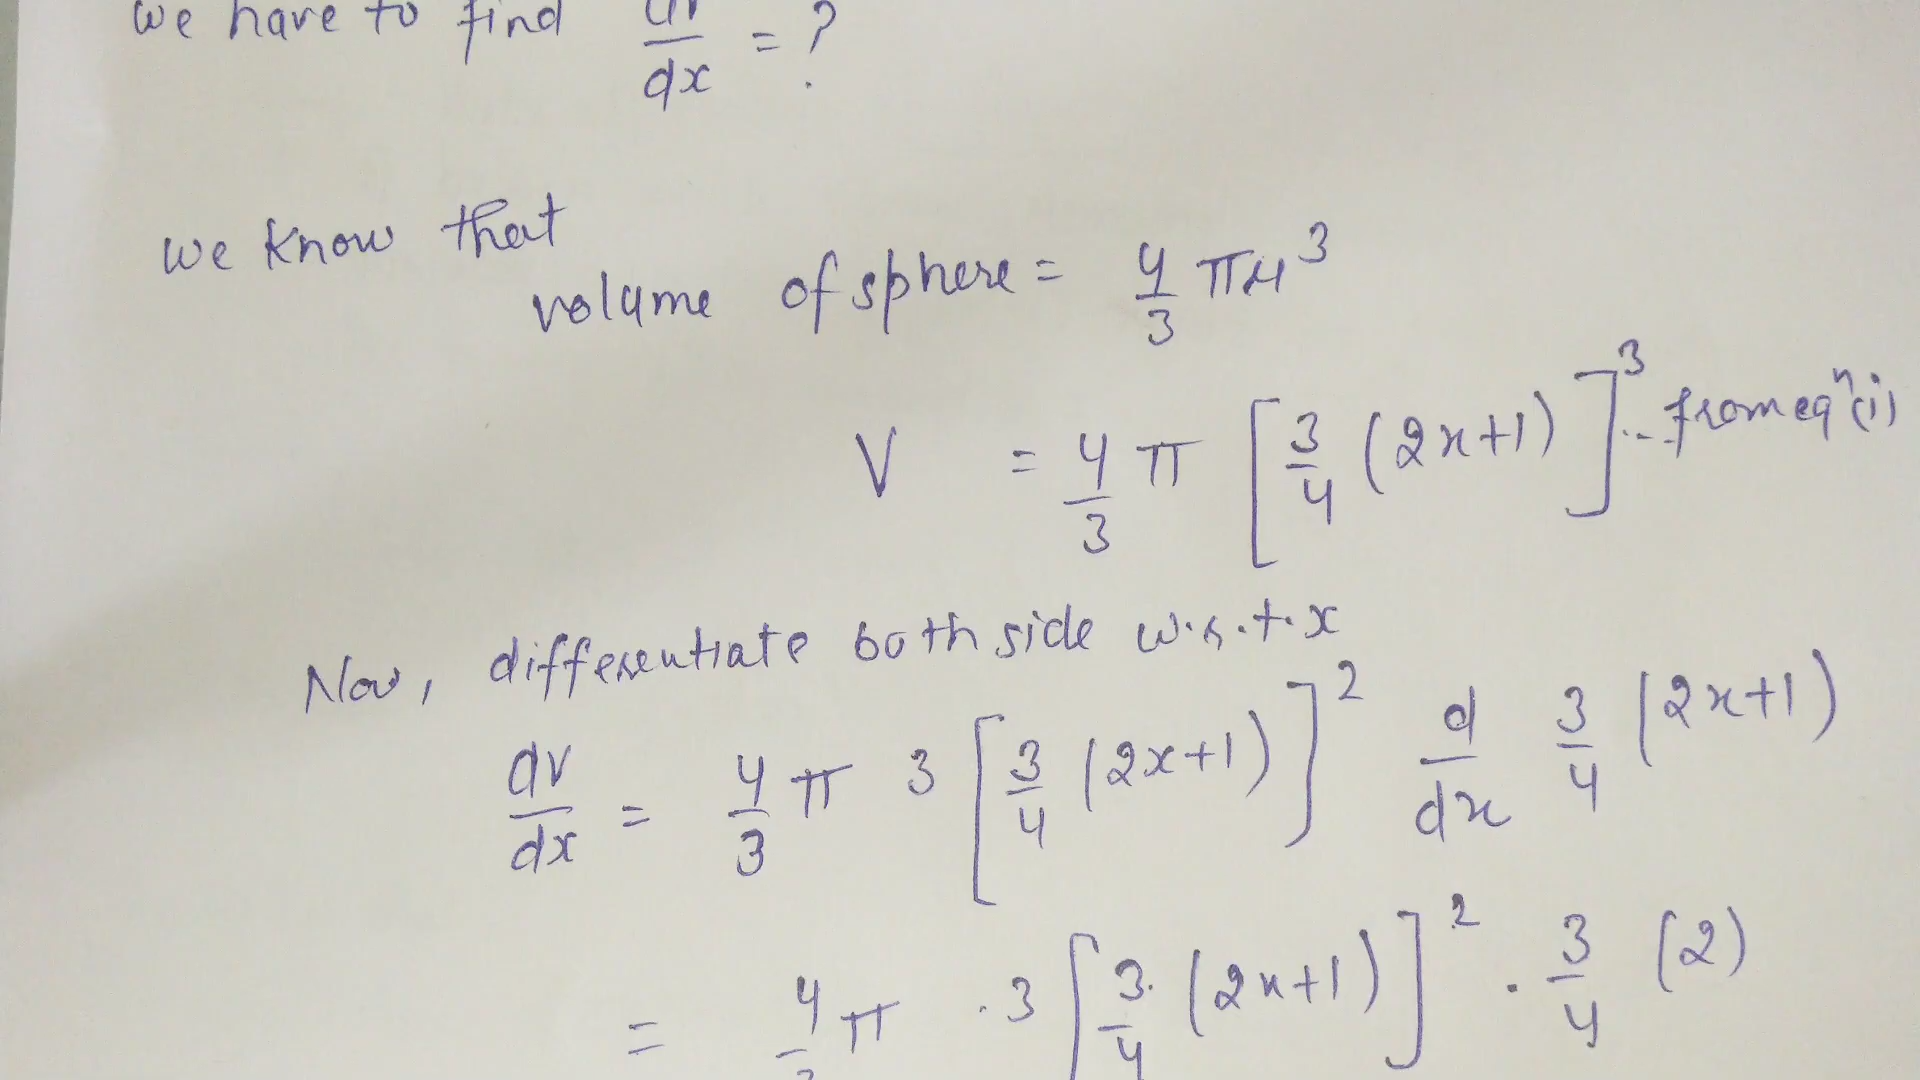 we have to find dv/dx = ?
we know that
volume of sphere = 4/3 πr³
V = 4/3 π [3/4 (2x+1)]³ ... from eqⁿ (i)
Now, differentiate both side w.r.t. x
dv/dx = 4/3 π 3 [3/4 (2x+1)]² d/dx 3/4 (2x+1)
= 4/3 π . 3 [3/4 (2x+1)]² . 3/4 (2)